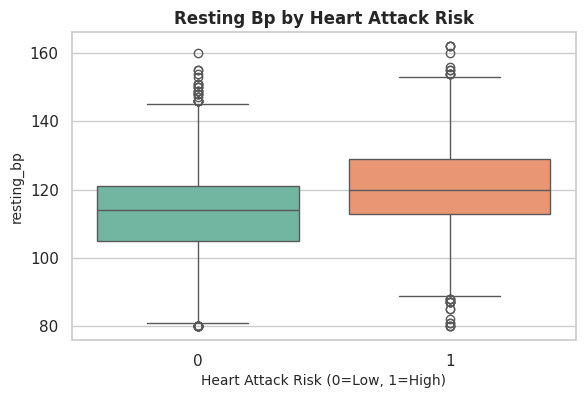 Resting Bp by Heart Attack Risk
resting_bp
160
140
120
100
80
0
1
Heart Attack Risk (0=Low, 1=High)